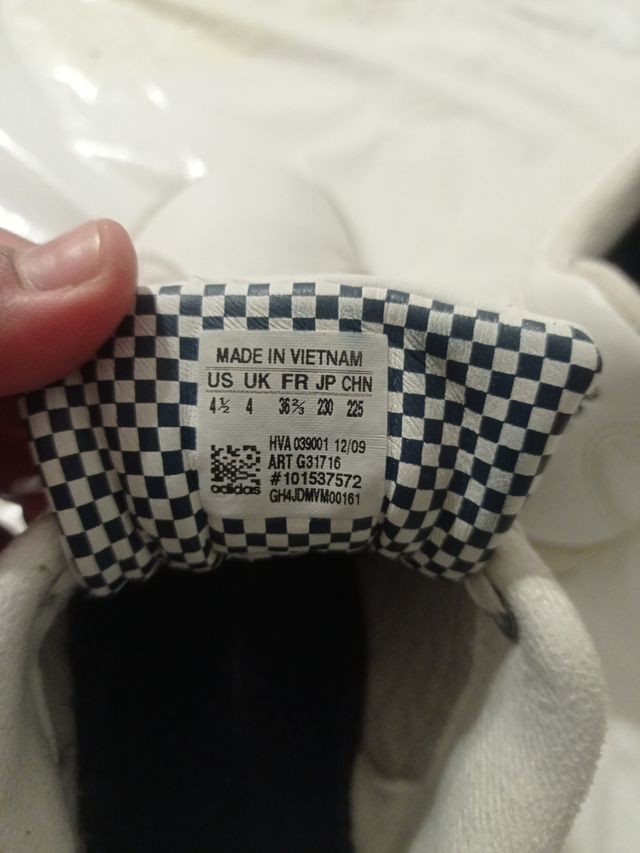 MADE IN VIETNAM
US UK FR JP CHN
4½ 4 36⅔ 230 225
HVA 039001 12/09
ART G31716
#101537572
adidas GH4JDMVM00161